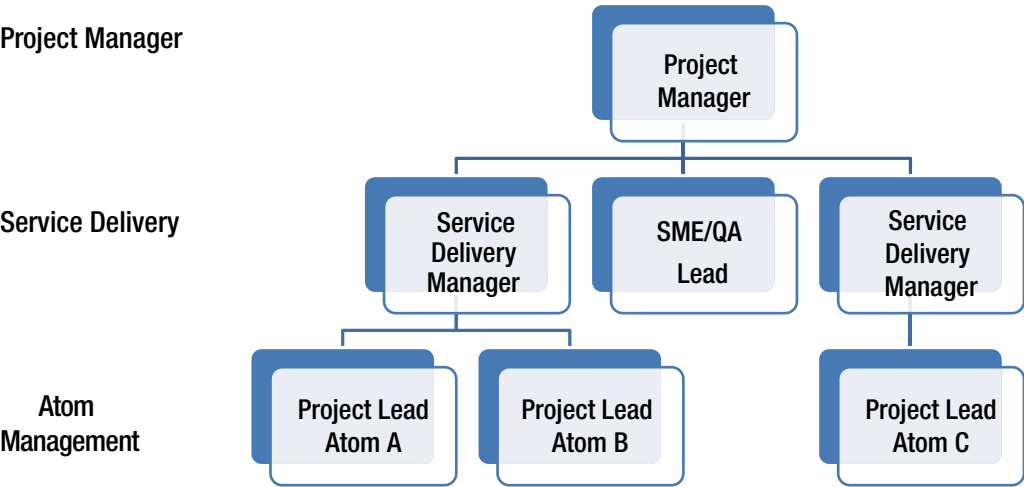 Project Manager
Project
Manager
Service Delivery
Service
Delivery
Manager
SME/QA
Lead
Service
Delivery
Manager
Atom
Management
Project Lead
Atom A
Project Lead
Atom B
Project Lead
Atom C